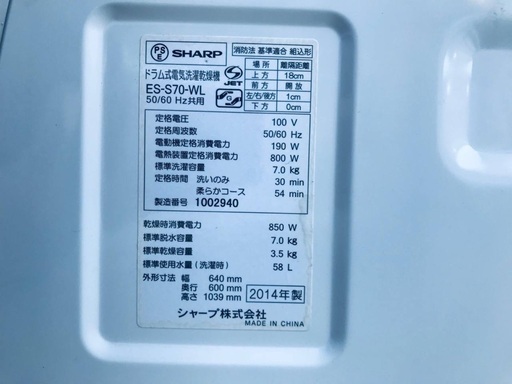 PS E SHARP
ドラム式電気洗濯乾燥機
ES-S70-WL
50/60 Hz共用
JET
消防法 基準適合 組込形
場所 離隔距離
上方 18cm
前方 開放
左/右/後方 1cm
下方 0cm
定格電圧 100 V
定格周波数 50/60 Hz
電動機定格消費電力 190 W
電熱装置定格消費電力 800 W
標準洗濯容量 7.0 kg
定格時間 洗いのみ 30 min
柔らかコース 54 min
製造番号 1002940
乾燥時消費電力 850 W
標準脱水容量 7.0 kg
標準乾燥容量 3.5 kg
標準使用水量(洗濯時) 58 L
外形寸法 幅 640 mm
奥行 600 mm
高さ 1039 mm
2014年製
シャープ株式会社
MADE IN CHINA